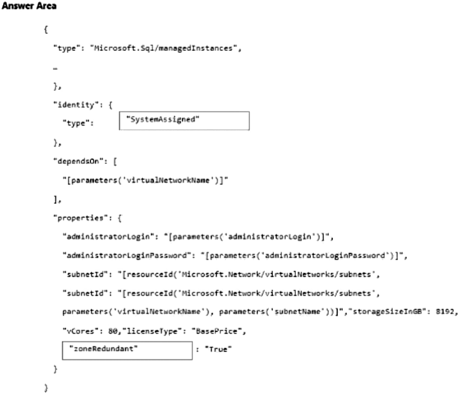 Answer Area
{
"type": "Microsoft.Sql/managedInstances",
…
},
"identity": {
"type": "SystemAssigned"
},
"dependsOn": [
"[parameters('virtualNetworkName')]"
],
"properties": {
"administratorLogin": "[parameters('administratorLogin')]",
"administratorLoginPassword": "[parameters('administratorLoginPassword')]",
"subnetId": "[resourceId('Microsoft.Network/virtualNetworks/subnets',
"subnetId": "[resourceId('Microsoft.Network/virtualNetworks/subnets',
parameters('virtualNetworkName'), parameters('subnetName'))]","storageSizeInGB": 8192,
"vCores": 80,"licenseType": "BasePrice",
"zoneRedundant" : "True"
}
}